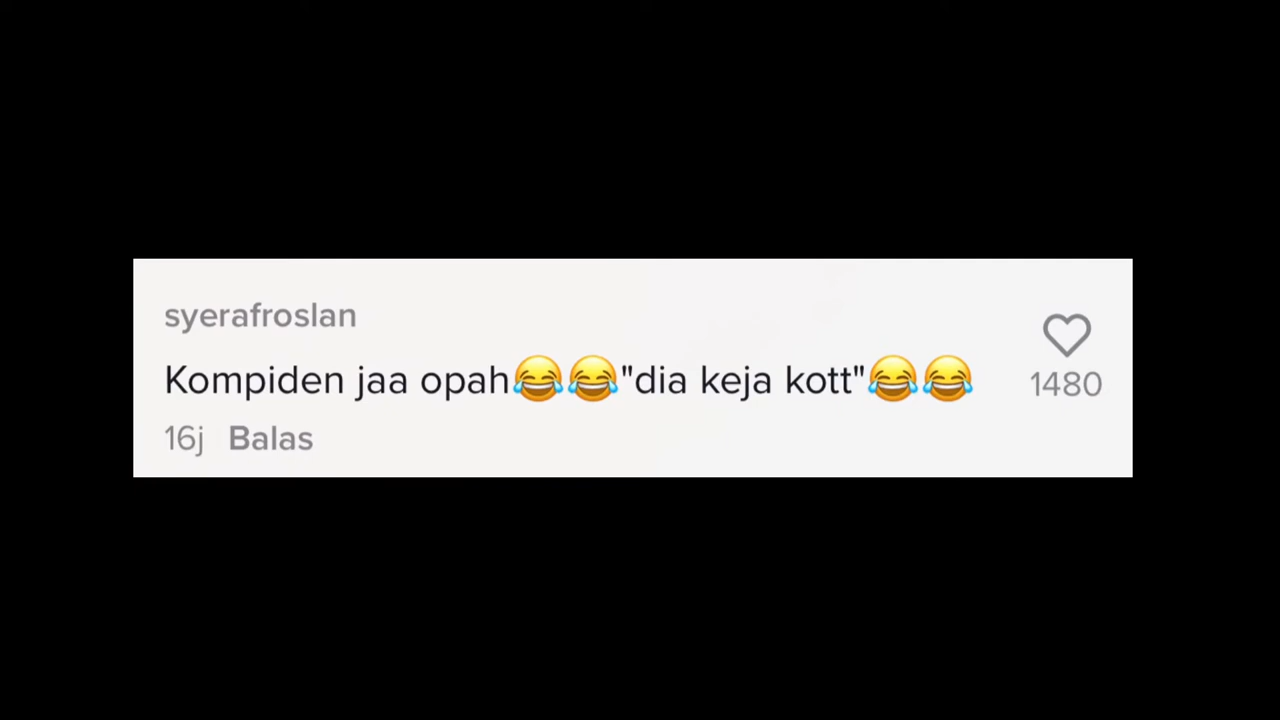 syerafroslan
Kompiden jaa opah😂😂"dia keja kott"😂😂
1480
16j Balas